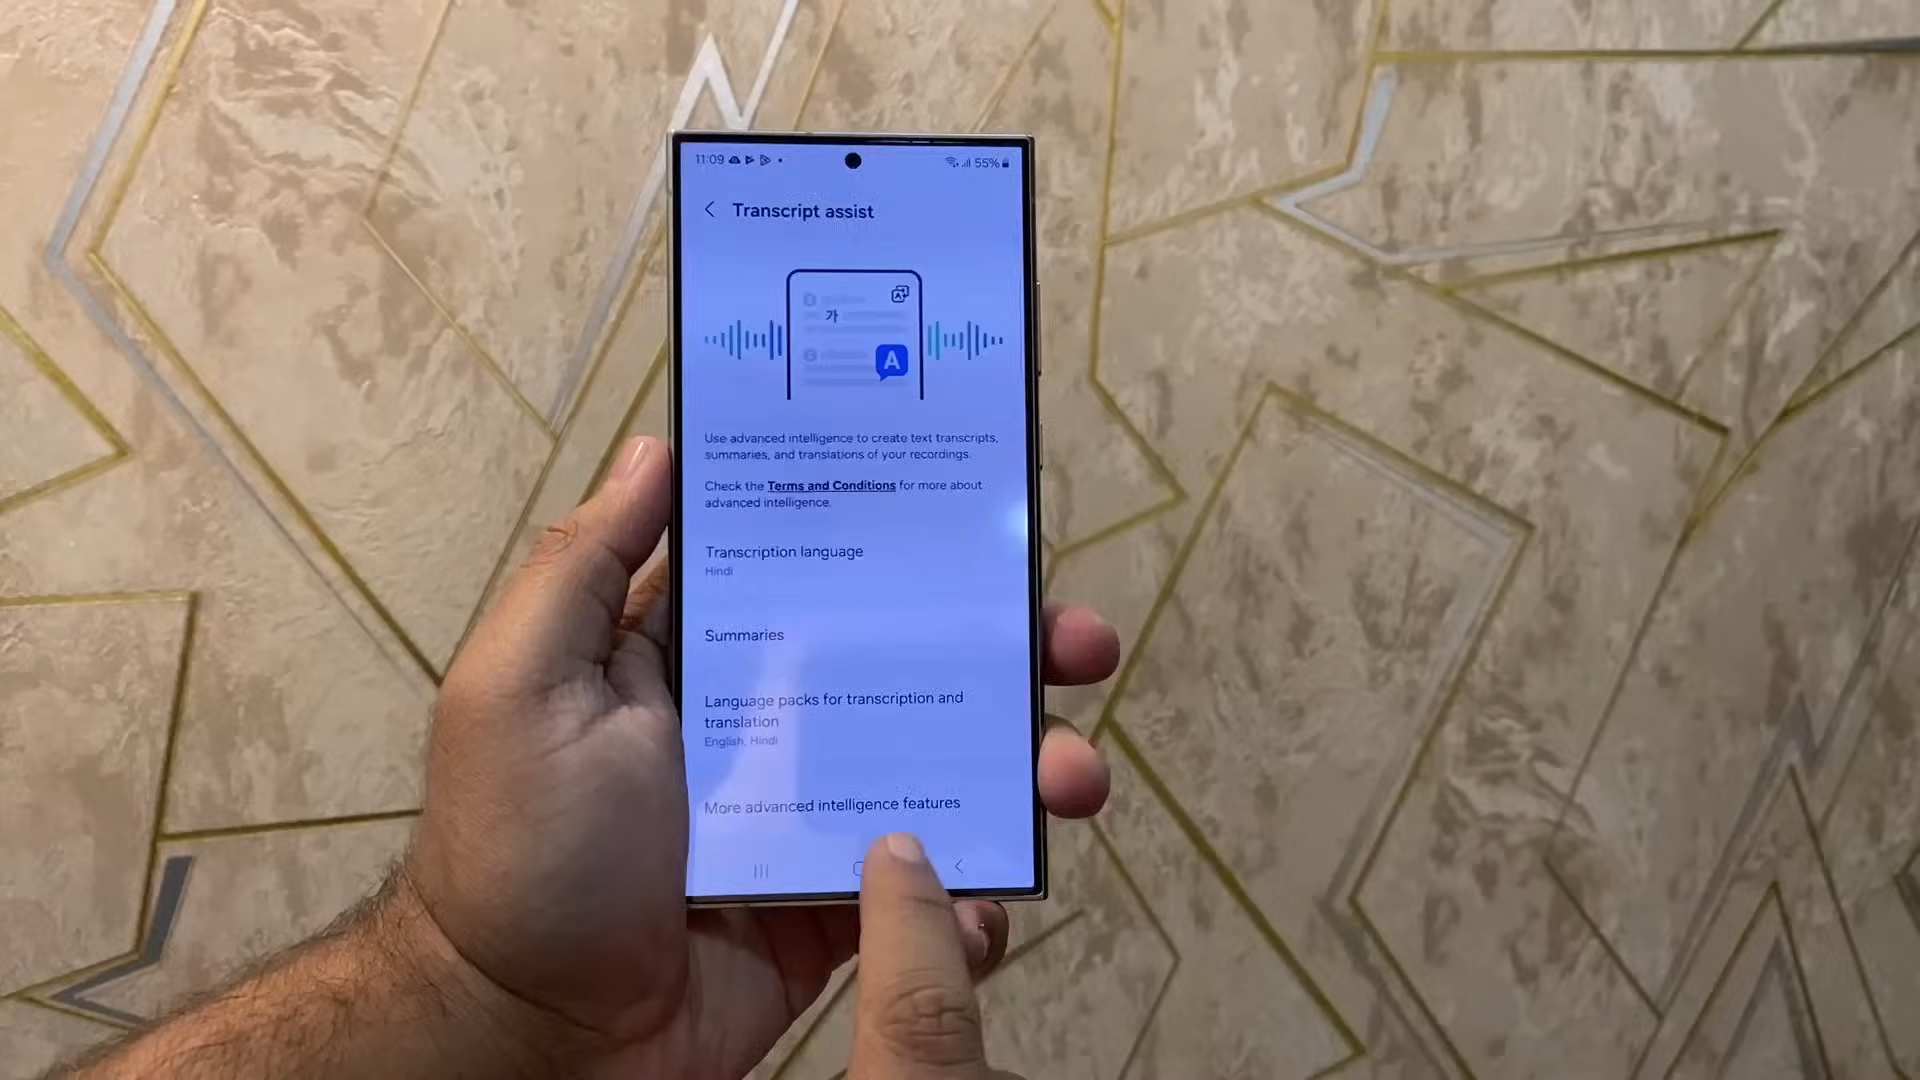 11:09
55%
Transcript assist
가
A
Use advanced intelligence to create text transcripts,
summaries, and translations of your recordings.
Check the Terms and Conditions for more about
advanced intelligence.
Transcription language
Hindi
Summaries
Language packs for transcription and
translation
English, Hindi
More advanced intelligence features